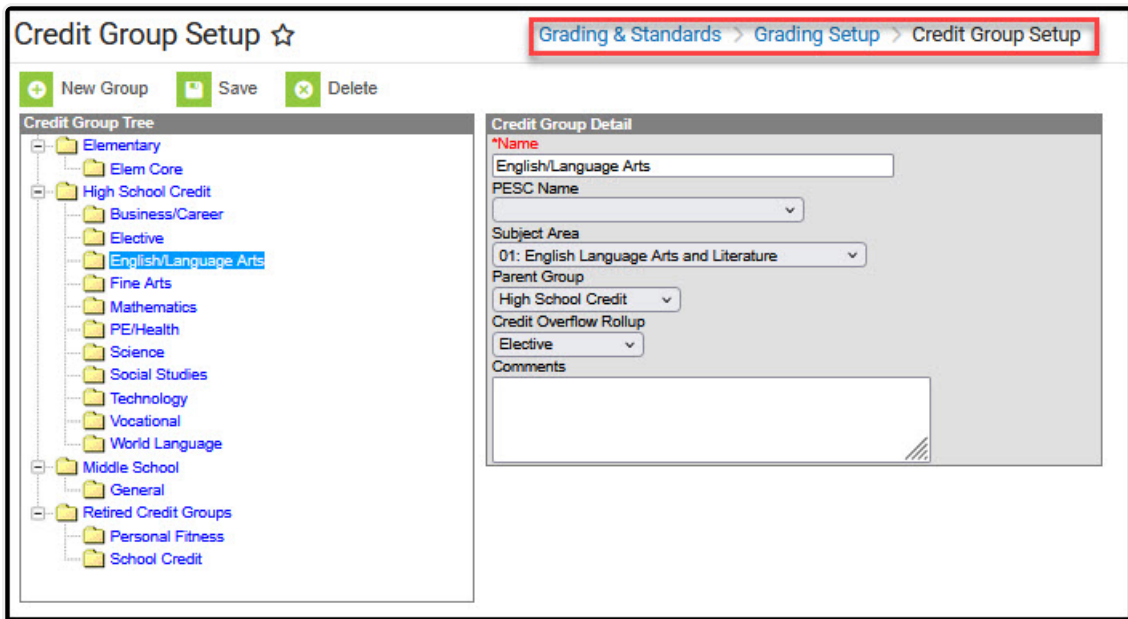 Credit Group Setup ☆
Grading & Standards > Grading Setup > Credit Group Setup
New Group Save Delete
Credit Group Tree
Elementary
Elem Core
High School Credit
Business/Career
Elective
English/Language Arts
Fine Arts
Mathematics
PE/Health
Science
Social Studies
Technology
Vocational
World Language
Middle School
General
Retired Credit Groups
Personal Fitness
School Credit
Credit Group Detail
*Name
English/Language Arts
PESC Name
Subject Area
01: English Language Arts and Literature
Parent Group
High School Credit
Credit Overflow Rollup
Elective
Comments